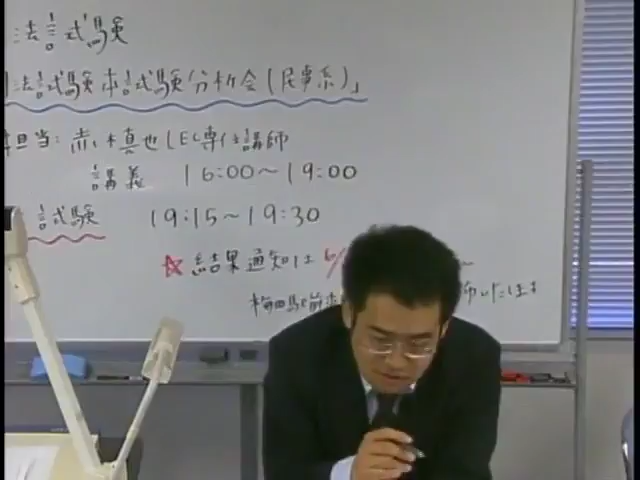 法試験
法試験本試験分析会(民事系)」
担当: 赤木真也LEC専任講師
講義 16:00〜19:00
試験 19:15〜19:30
☆結果通知は 6/
梅田駅前